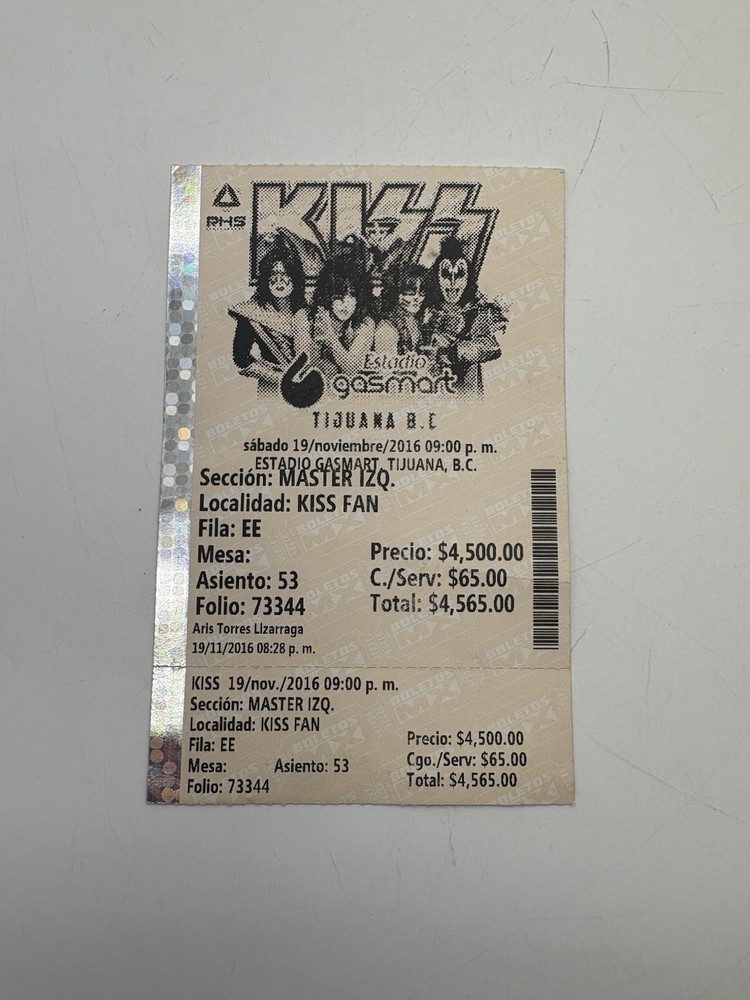 RHS
KISS
Estadio
gasmart
TIJUANA B.C
sábado 19/noviembre/2016 09:00 p. m.
ESTADIO GASMART, TIJUANA, B.C.
Sección: MASTER IZQ.
Localidad: KISS FAN
Fila: EE
Mesa:
Precio: $4,500.00
Asiento: 53
C./Serv: $65.00
Folio: 73344
Total: $4,565.00
Aris Torres Lizarraga
19/11/2016 08:28 p. m.
KISS 19/nov./2016 09:00 p. m.
Sección: MASTER IZQ.
Localidad: KISS FAN
Fila: EE
Precio: $4,500.00
Mesa: Asiento: 53
Cgo./Serv: $65.00
Folio: 73344
Total: $4,565.00
BOLETOS
MX